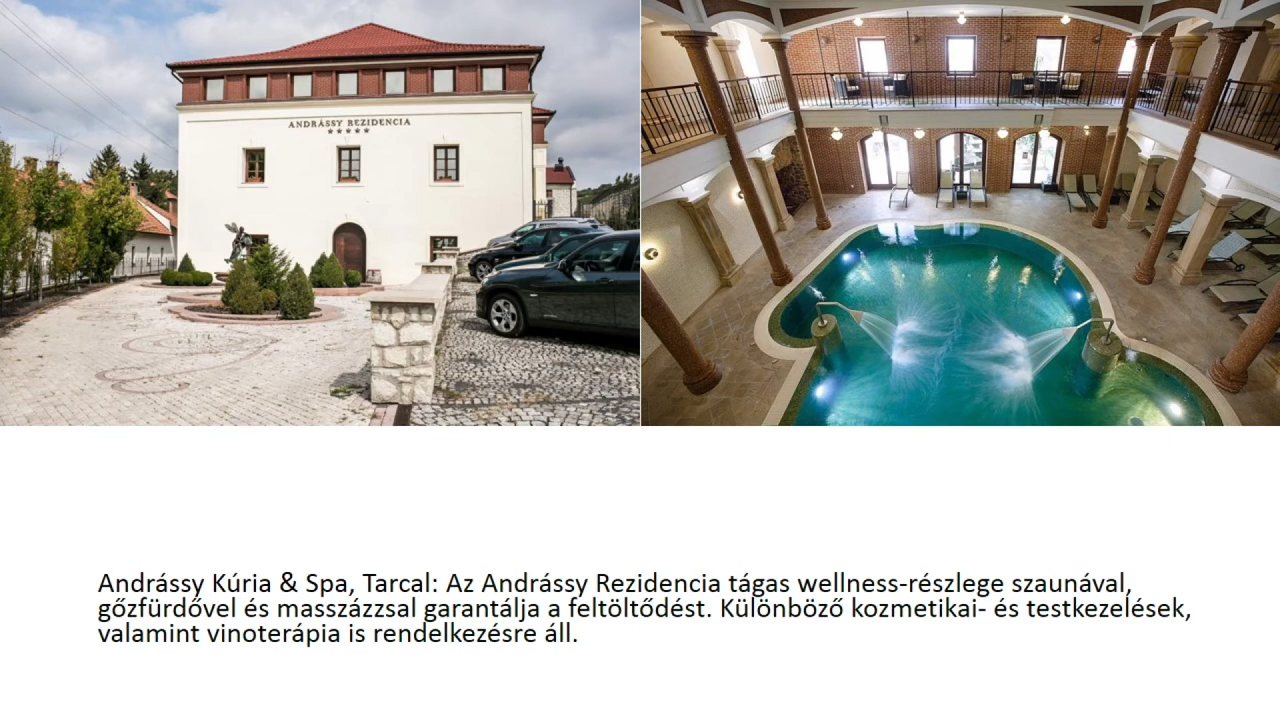 ANDRÁSSY REZIDENCIA
★★★★★
Andrássy Kúria & Spa, Tarcal: Az Andrássy Rezidencia tágas wellness-részlege szaunával,
gőzfürdővel és masszázzsal garantálja a feltöltődést. Különböző kozmetikai- és testkezelések,
valamint vinoterápia is rendelkezésre áll.